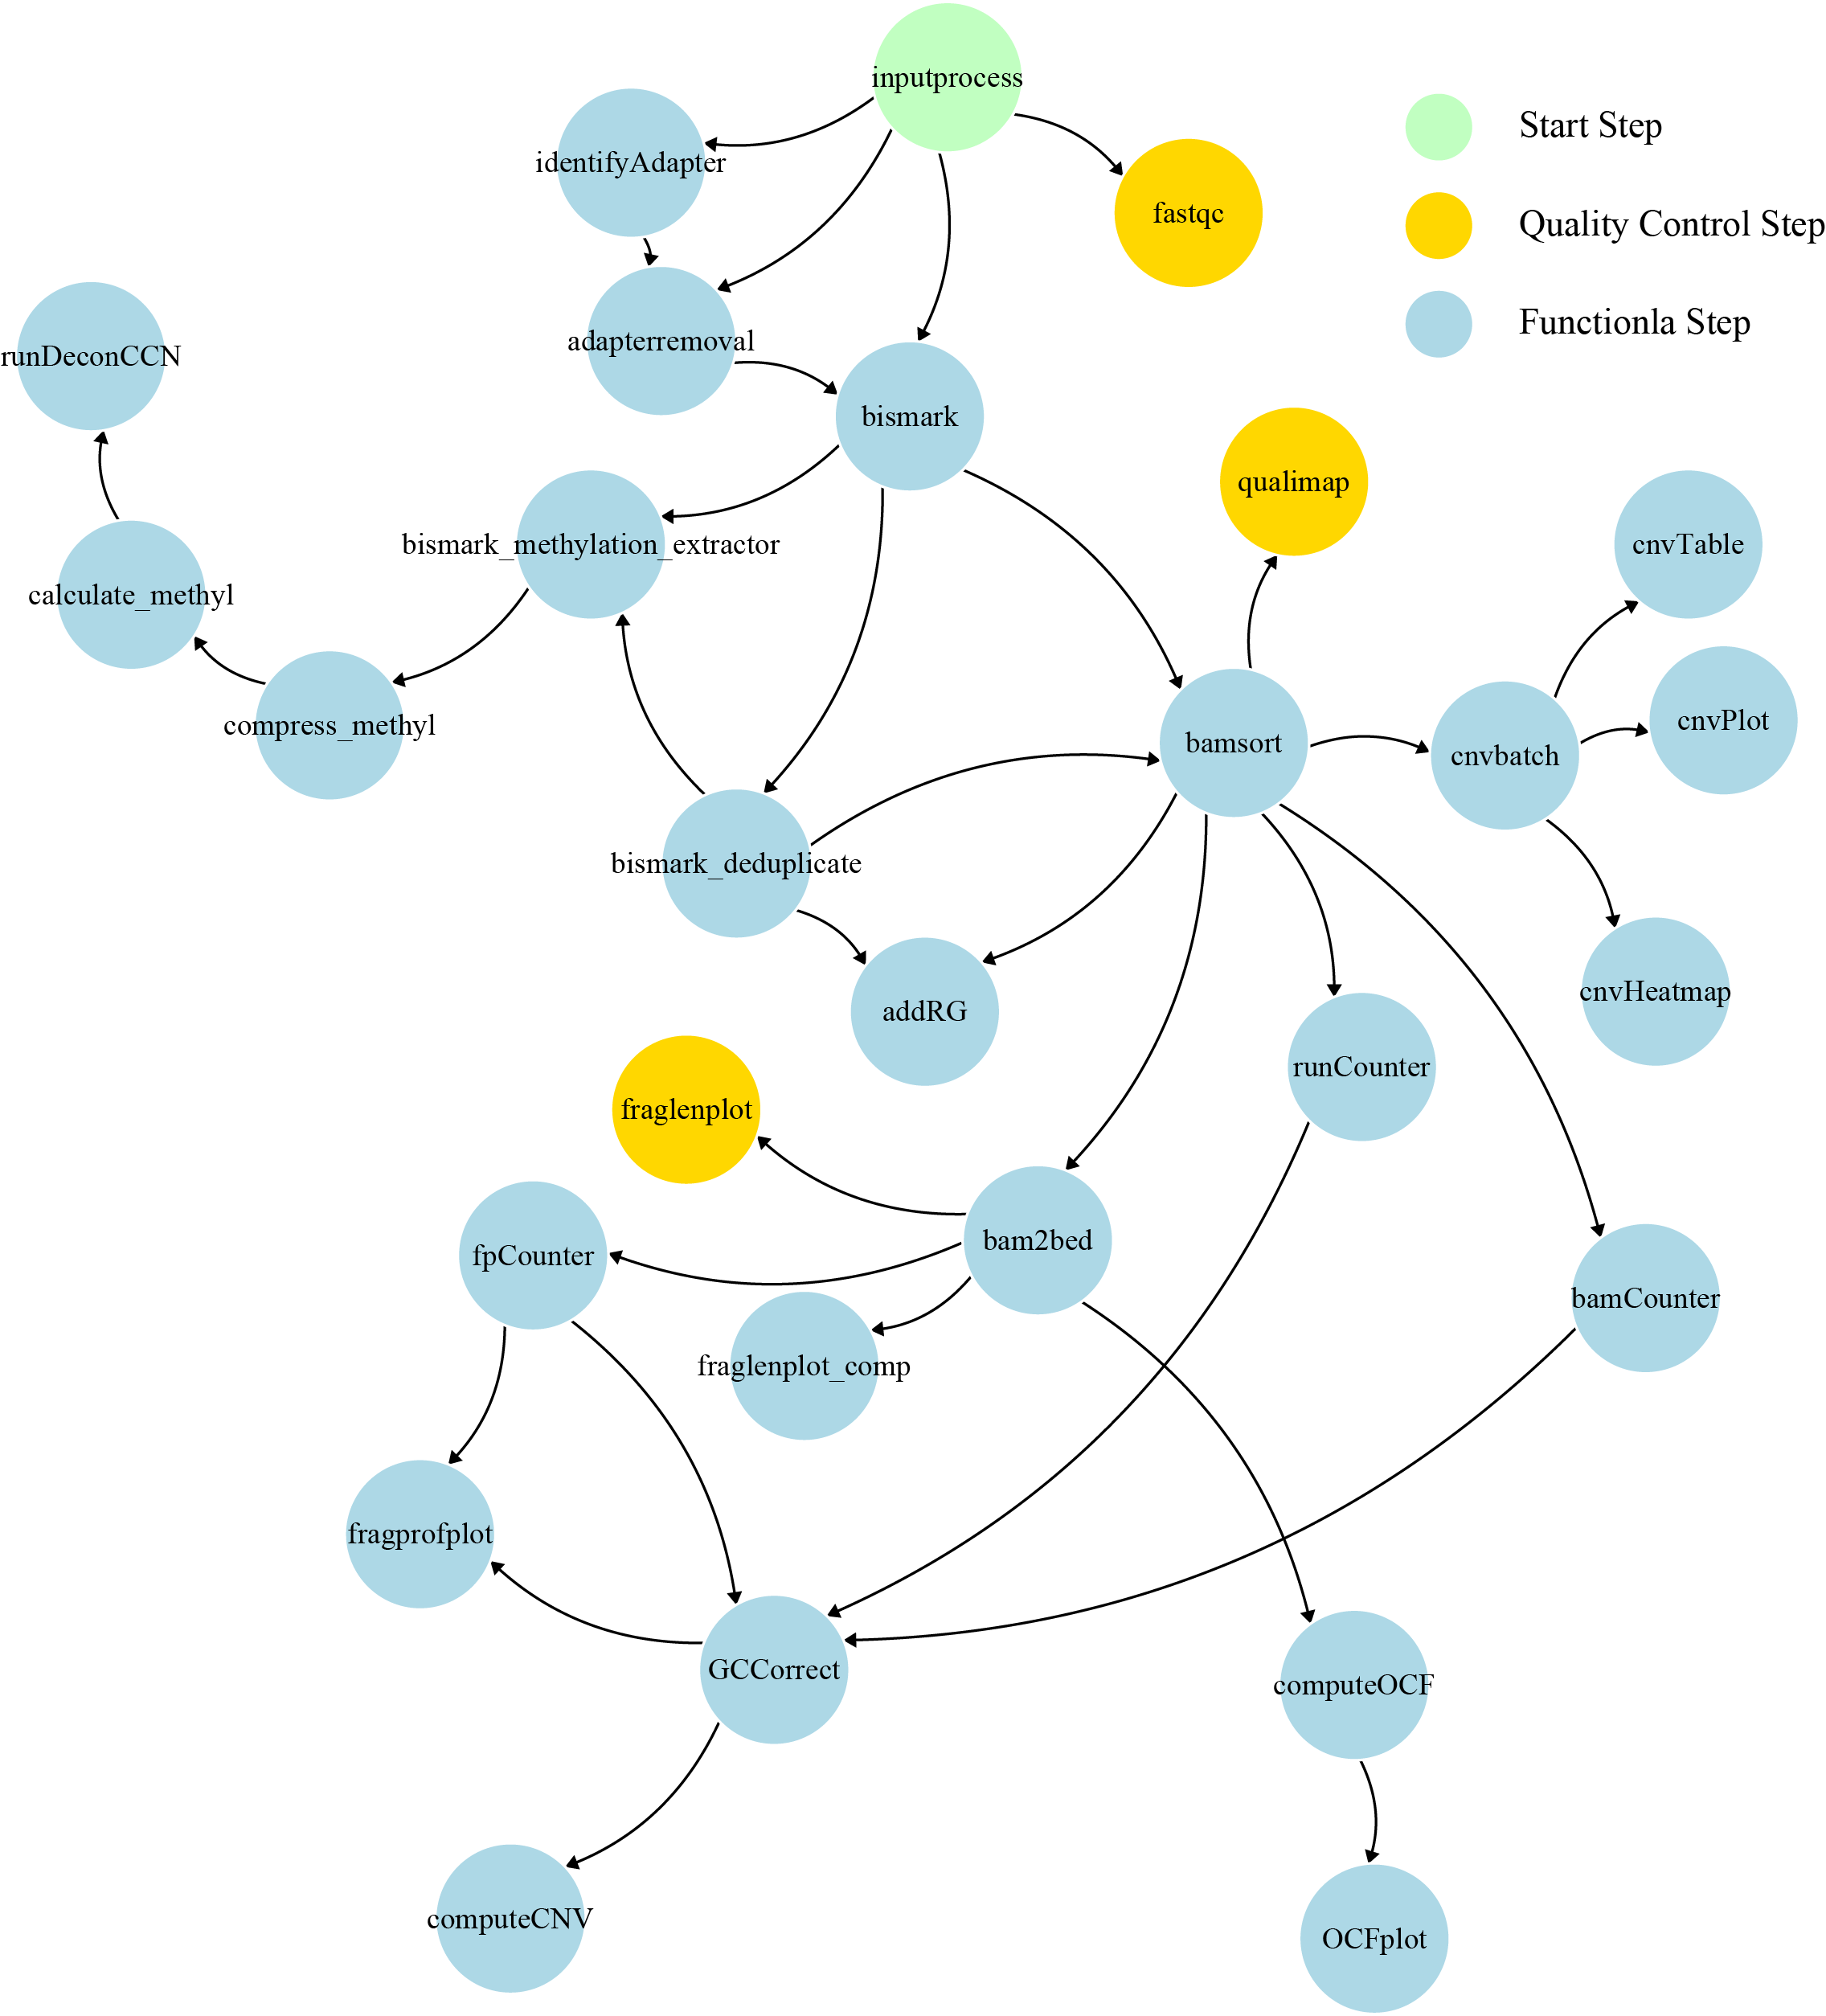 inputprocess
Start Step
identifyAdapter
fastqc
Quality Control Step
Functionla Step
adapterremoval
runDeconCCN
bismark
qualimap
bismark_methylation_extractor
cnvTable
calculate_methyl
compress_methyl
bamsort
cnvbatch
cnvPlot
bismark_deduplicate
addRG
cnvHeatmap
runCounter
fraglenplot
bam2bed
fpCounter
bamCounter
fraglenplot_comp
fragprofplot
GCCorrect
computeOCF
computeCNV
OCFplot